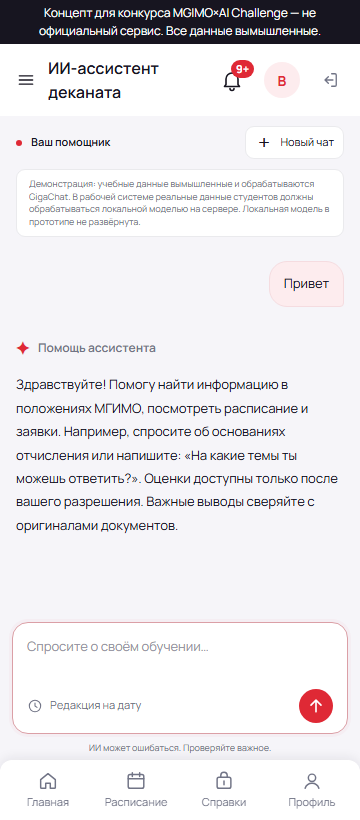 Концепт для конкурса MGIMO×AI Challenge — не
официальный сервис. Все данные вымышленные.
ИИ-ассистент
деканата
9+
В
Ваш помощник
Новый чат
Демонстрация: учебные данные вымышленные и обрабатываются
GigaChat. В рабочей системе реальные данные студентов должны
обрабатываться локальной моделью на сервере. Локальная модель в
прототипе не развёрнута.
Привет
Помощь ассистента
Здравствуйте! Помогу найти информацию в
положениях МГИМО, посмотреть расписание и
заявки. Например, спросите об основаниях
отчисления или напишите: «На какие темы ты
можешь ответить?». Оценки доступны только после
вашего разрешения. Важные выводы сверяйте с
оригиналами документов.
Спросите о своём обучении…
Редакция на дату
ИИ может ошибаться. Проверяйте важное.
Главная
Расписание
Справки
Профиль